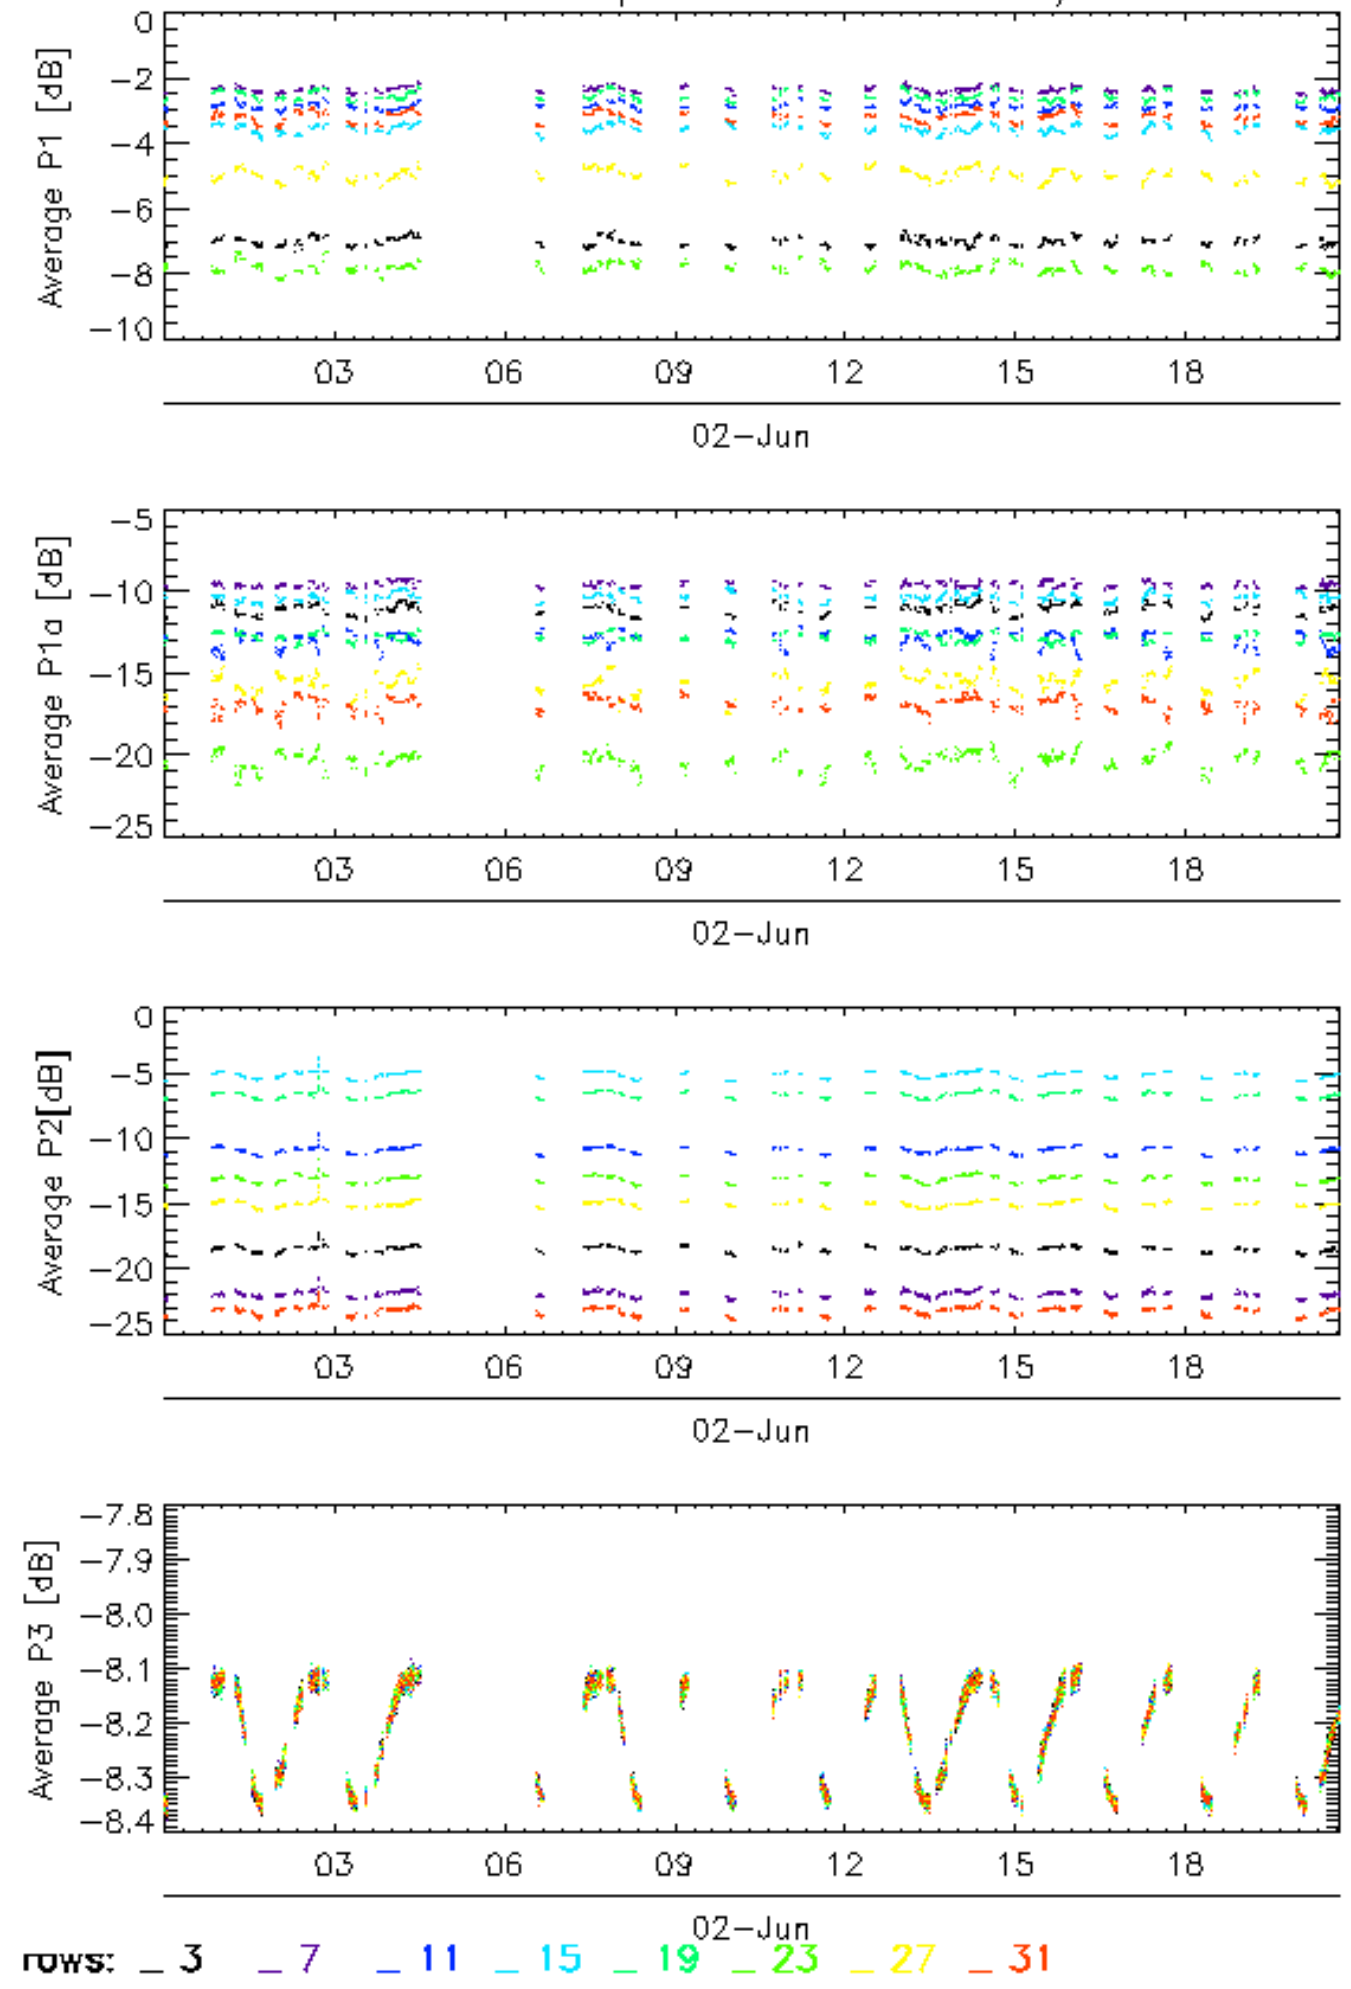 0
−2
−4
−6
−8
−10
Average P1 [dB]
03 06 09 12 15 18
02−Jun
−5
−10
−15
−20
−25
Average P1a [dB]
03 06 09 12 15 18
02−Jun
0
−5
−10
−15
−20
−25
Average P2[dB]
03 06 09 12 15 18
02−Jun
−7.8
−7.9
−8.0
−8.1
−8.2
−8.3
−8.4
Average P3 [dB]
03 06 09 12 15 18
02−Jun
rows: _ 3 _ 7 _ 11 _ 15 _ 19 _ 23 _ 27 _ 31